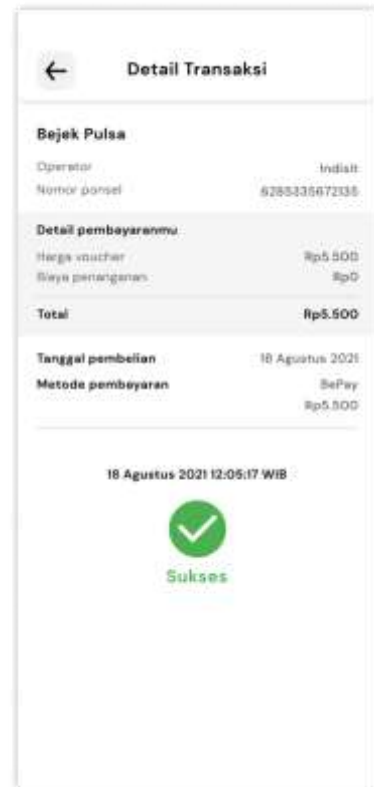 Detail Transaksi
Bejek Pulsa
Operator Indisit
Nomor ponsel 6285335672135
Detail pembayaranmu
Harga voucher Rp5.500
Biaya penanganan Rp0
Total Rp5.500
Tanggal pembelian 18 Agustus 2021
Metode pembayaran BePay
Rp5.500
18 Agustus 2021 12:05:17 WIB
Sukses